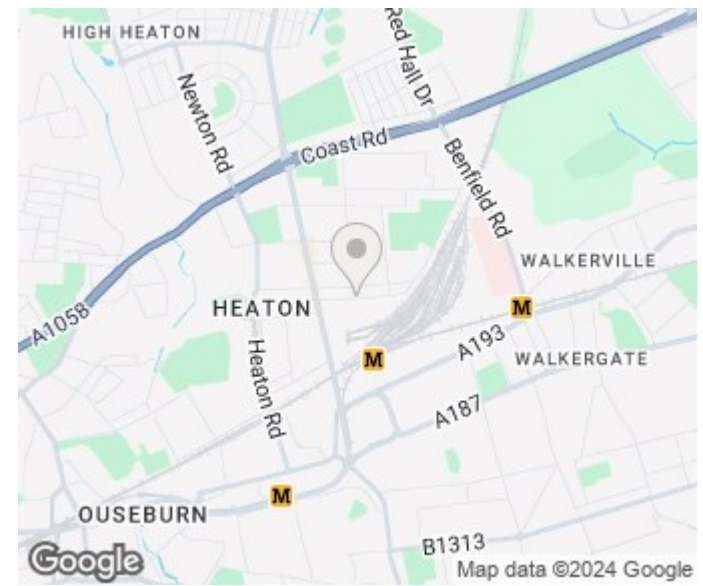 HIGH HEATON
Red Hall Dr
Newton Rd
Coast Rd
Benfield Rd
WALKERVILLE
HEATON
A1058
M
M
A193
Heaton Rd
WALKERGATE
A187
M
OUSEBURN
B1313
Google
Map data ©2024 Google